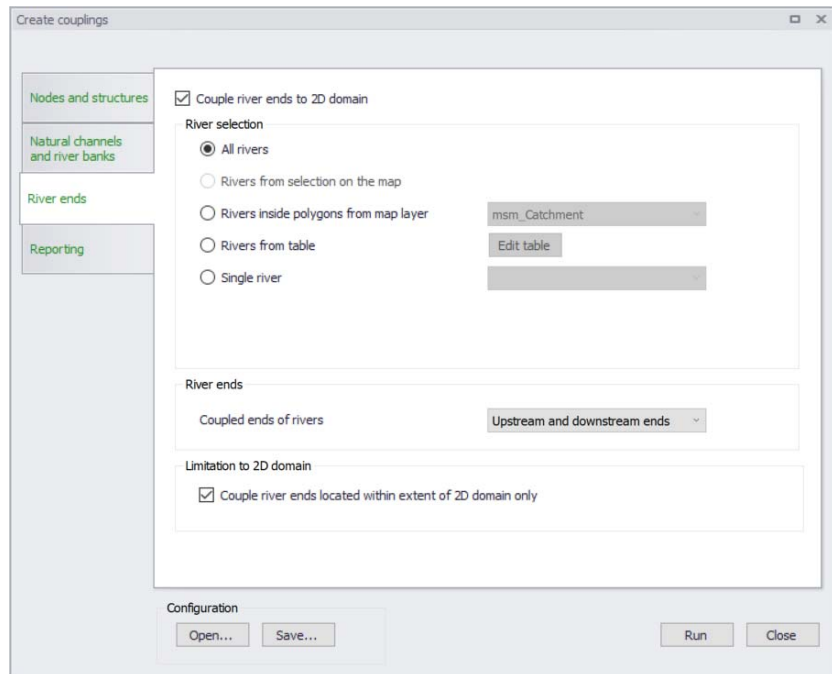 Create couplings
Nodes and structures
Natural channels
and river banks
River ends
Reporting
Couple river ends to 2D domain
River selection
All rivers
Rivers from selection on the map
Rivers inside polygons from map layer
msm_Catchment
Rivers from table
Edit table
Single river
River ends
Coupled ends of rivers
Upstream and downstream ends
Limitation to 2D domain
Couple river ends located within extent of 2D domain only
Configuration
Open...
Save...
Run
Close